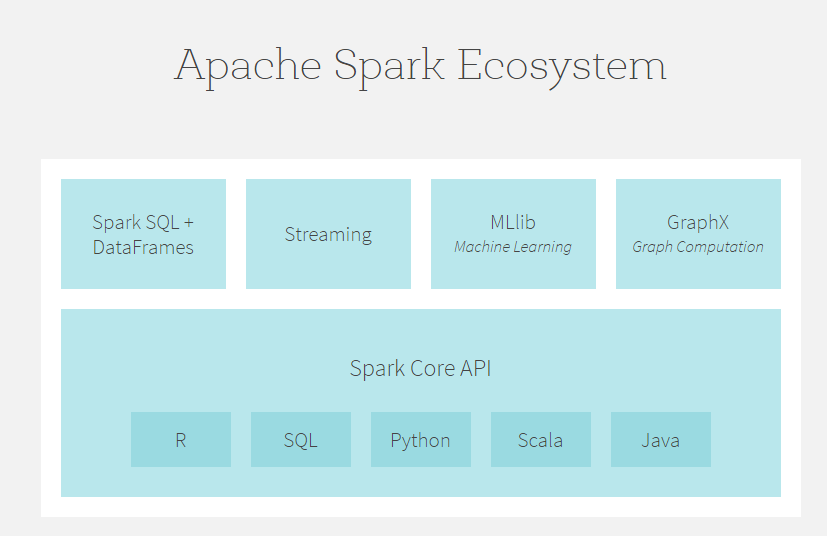 Apache Spark Ecosystem
Spark SQL +
DataFrames
Streaming
MLlib
Machine Learning
GraphX
Graph Computation
Spark Core API
R
SQL
Python
Scala
Java